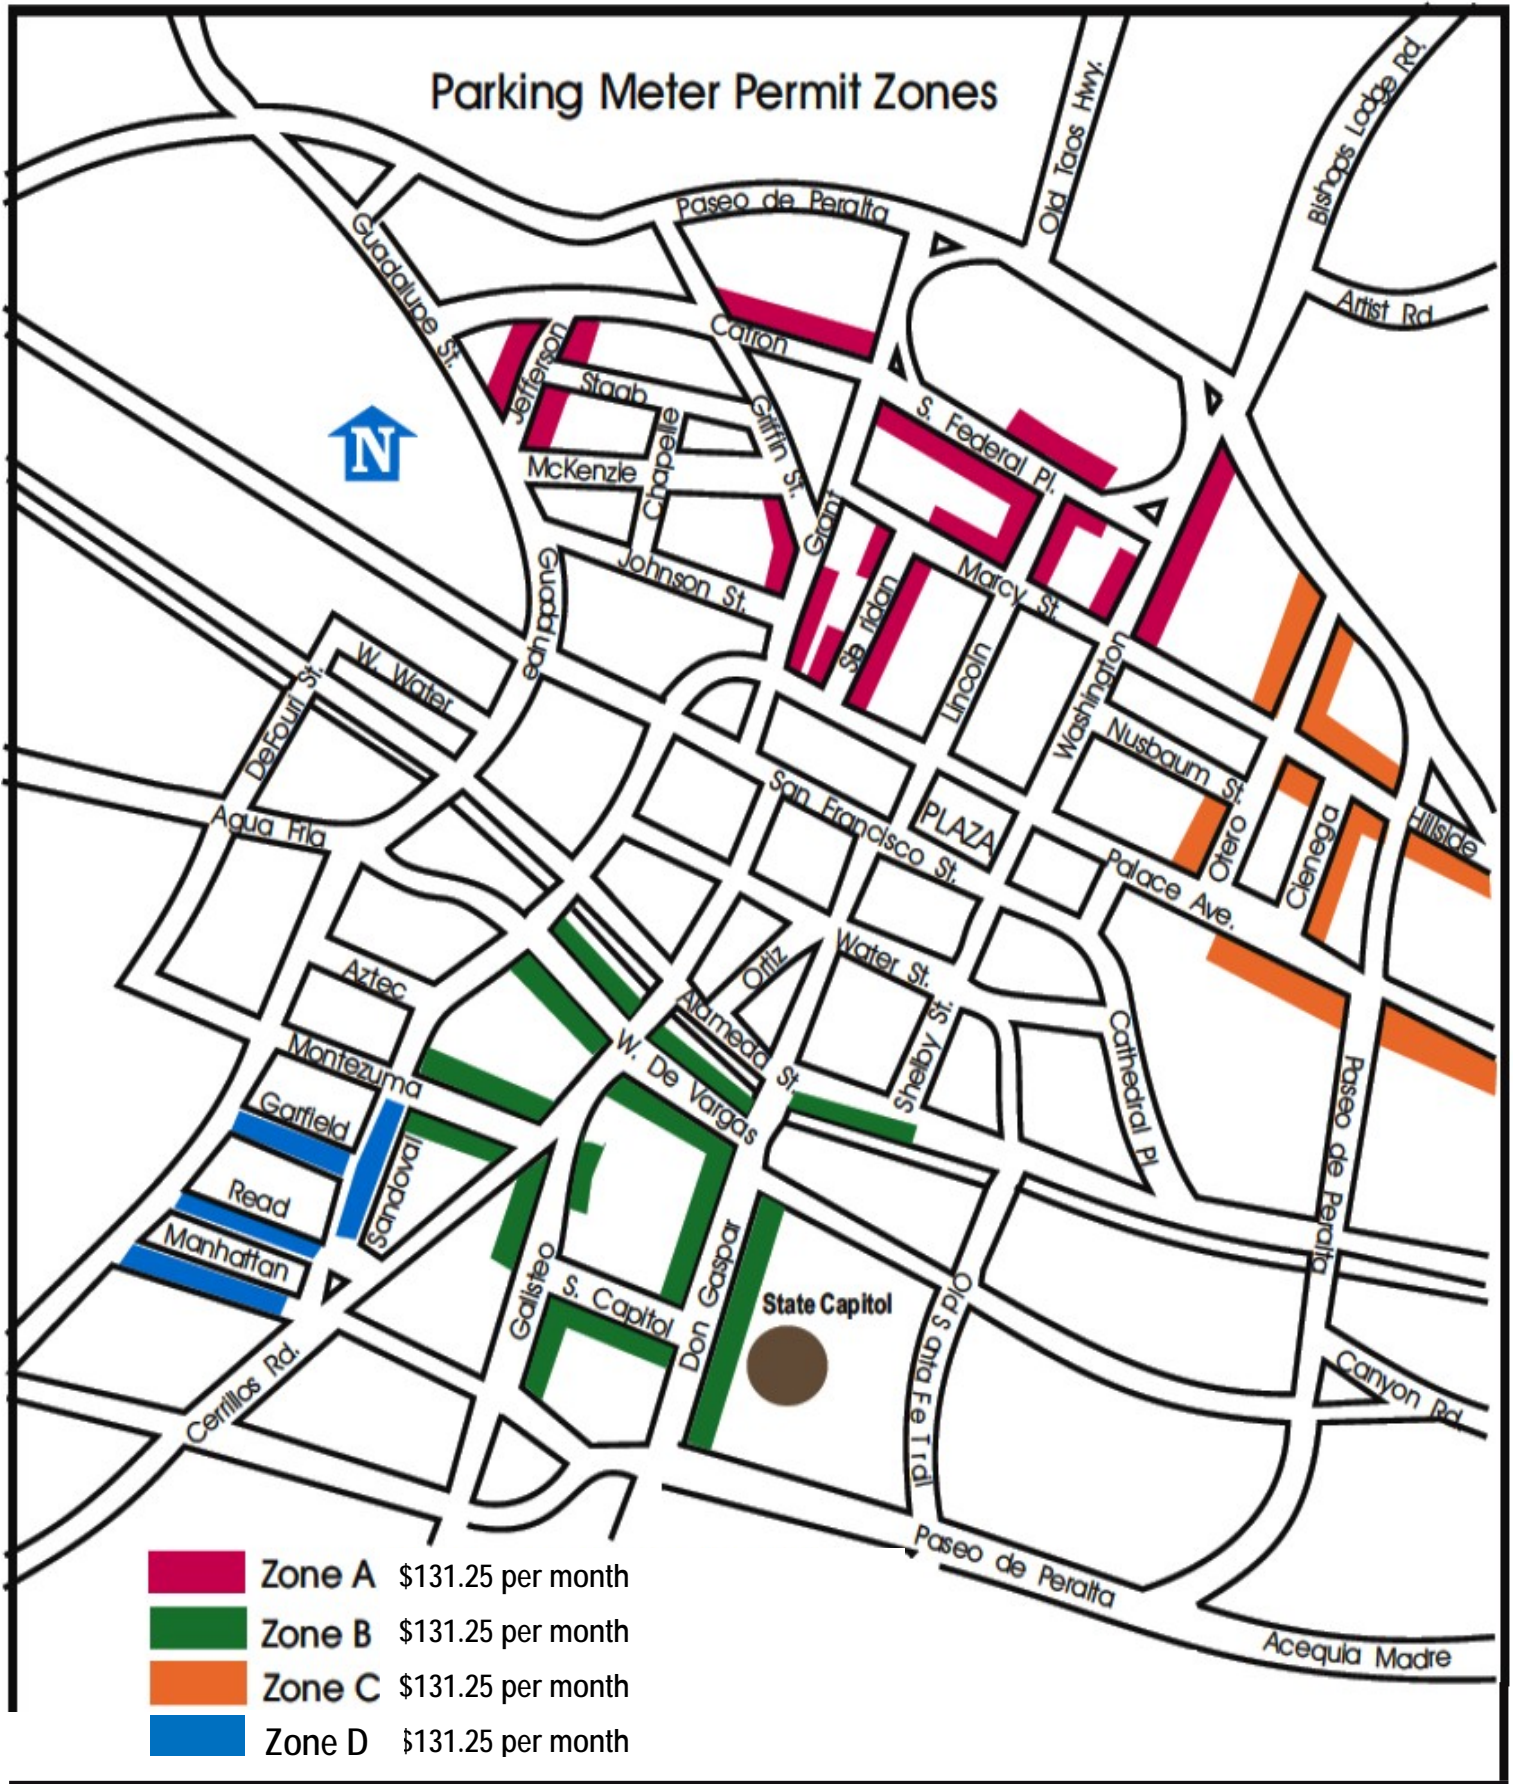 Parking Meter Permit Zones
Old Taos Hwy.
Bishops Lodge Rd.
Paseo de Peralta
Artist Rd
Guadalupe St.
Catron
Jefferson
Staab
Griffin St.
S. Federal Pl.
N
McKenzie
Chapelle
Grant
Guadalupe
Johnson St.
Marcy St.
She ridan
Lincoln
Washington
W. Water
DeFouri St.
Nusbaum St.
San Francisco St.
PLAZA
Agua Fria
Otero
Cienega
Hillside
Palace Ave.
Water St.
Ortiz
Aztec
Alameda St.
Shelby St.
Cathedral Pl.
Montezuma
W. De Vargas
Paseo de Peralta
Garfield
Sandoval
Read
Manhattan
Galisteo
S. Capitol
Don Gaspar
State Capitol
Old Santa Fe Trail
Canyon Rd.
Cerrillos Rd.
Paseo de Peralta
Acequia Madre
Zone A $131.25 per month
Zone B $131.25 per month
Zone C $131.25 per month
Zone D $131.25 per month